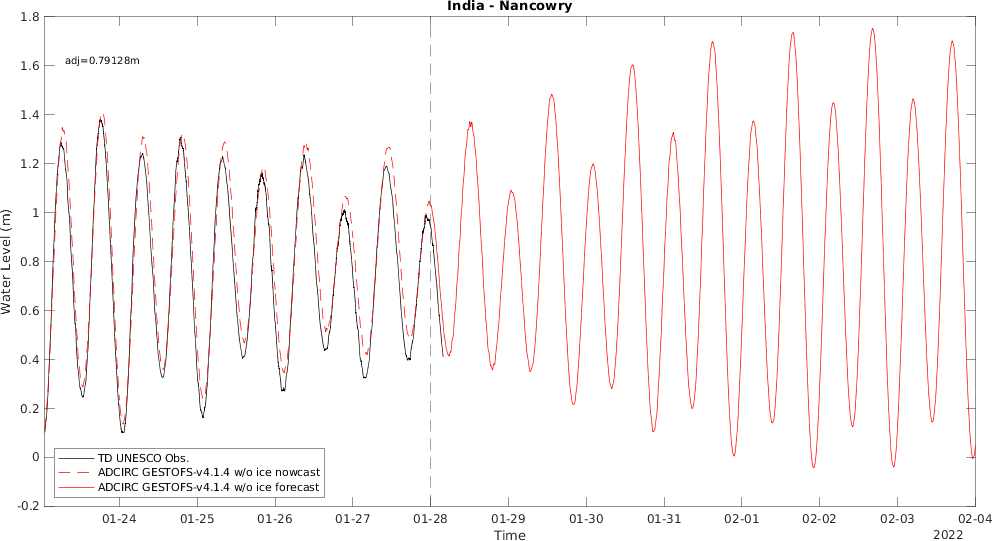 India - Nancowry
1.8
1.6
1.4
1.2
1
0.8
0.6
0.4
0.2
0
-0.2
Water Level (m)
adj=0.79128m
TD UNESCO Obs.
ADCIRC GESTOFS-v4.1.4 w/o ice nowcast
ADCIRC GESTOFS-v4.1.4 w/o ice forecast
01-24 01-25 01-26 01-27 01-28 01-29 01-30 01-31 02-01 02-02 02-03 02-04
Time
2022